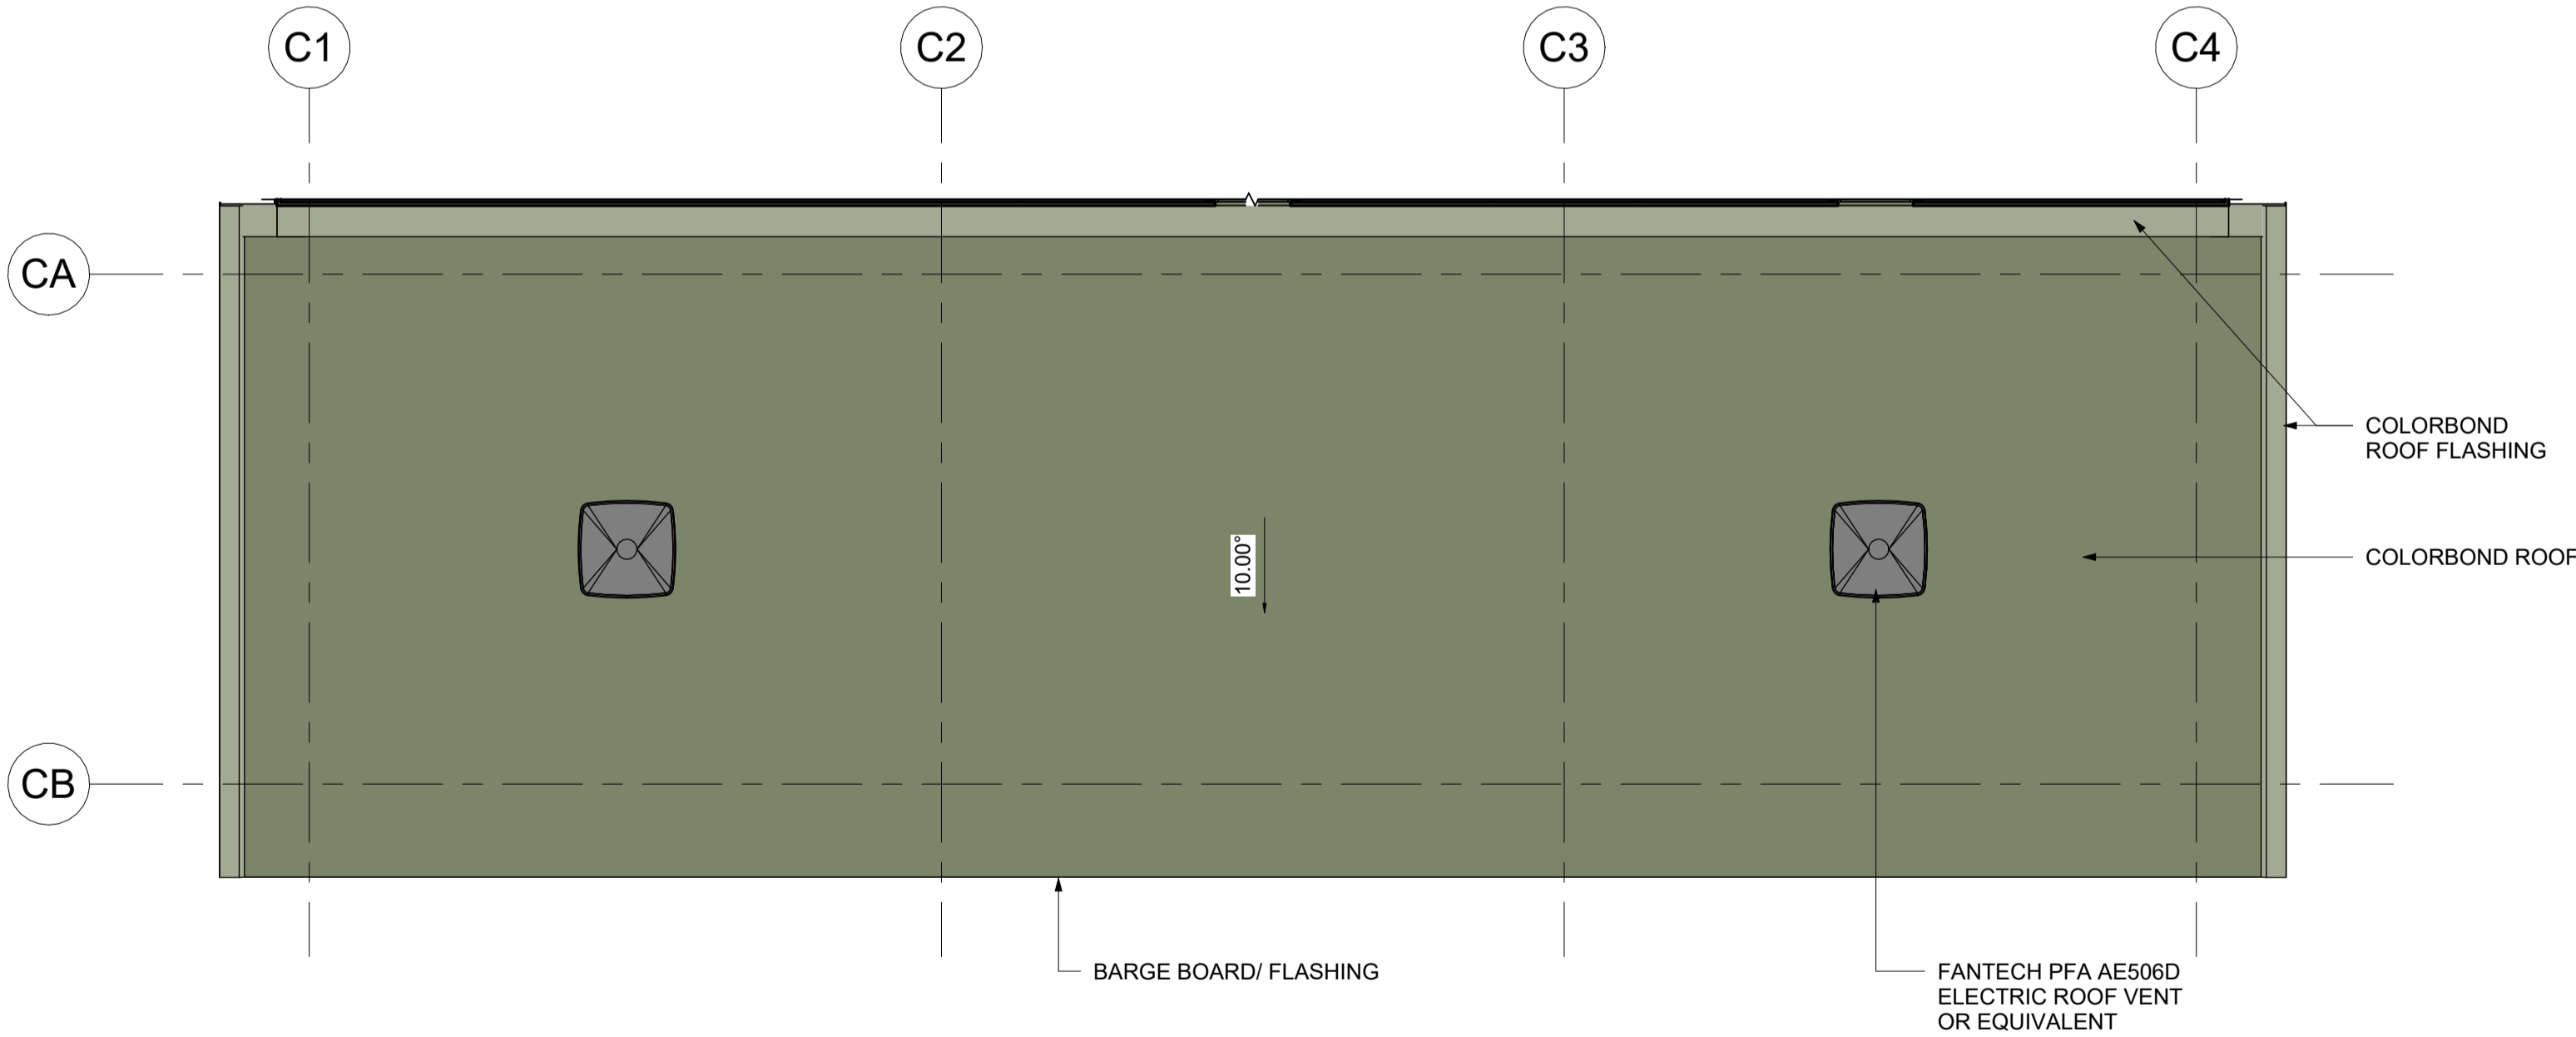 C1
C2
C3
C4
CA
COLORBOND
ROOF FLASHING
10.00°
COLORBOND ROOF
CB
BARGE BOARD/ FLASHING
FANTECH PFA AE506D
ELECTRIC ROOF VENT
OR EQUIVALENT